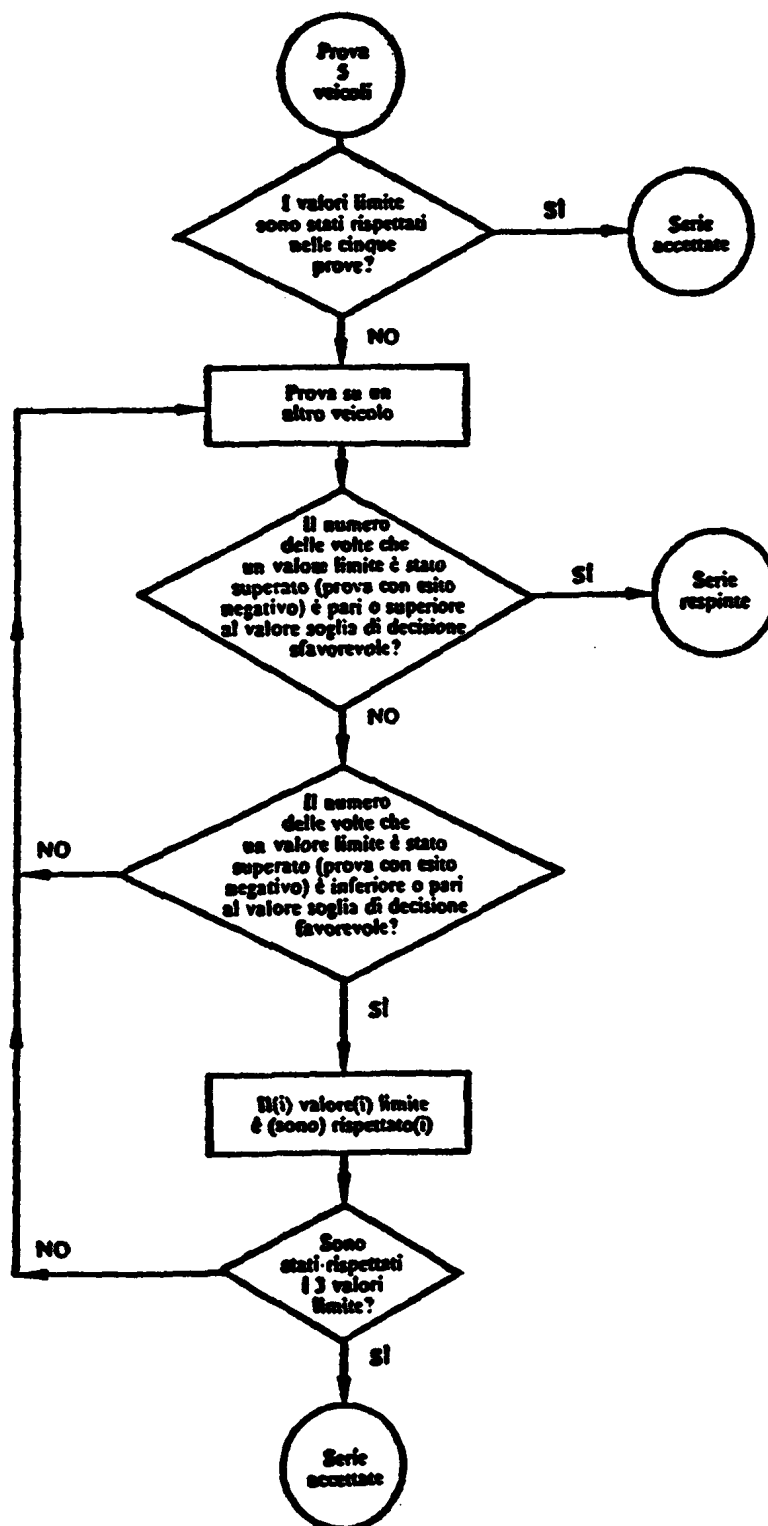 Prova
5
veicoli
I valori limite
sono stati rispettati
nelle cinque
prove?
SÌ
Serie
accettate
NO
Prova su un
altro veicolo
Il numero
delle volte che
un valore limite è stato
superato (prova con esito
negativo) è pari o superiore
al valore soglia di decisione
sfavorevole?
SÌ
Serie
respinte
NO
Il numero
delle volte che
un valore limite è stato
superato (prova con esito
negativo) è inferiore o pari
al valore soglia di decisione
favorevole?
NO
SÌ
Il(i) valore(i) limite
è (sono) rispettato(i)
Sono
stati rispettati
i 3 valori
limite?
NO
SÌ
Serie
accettate